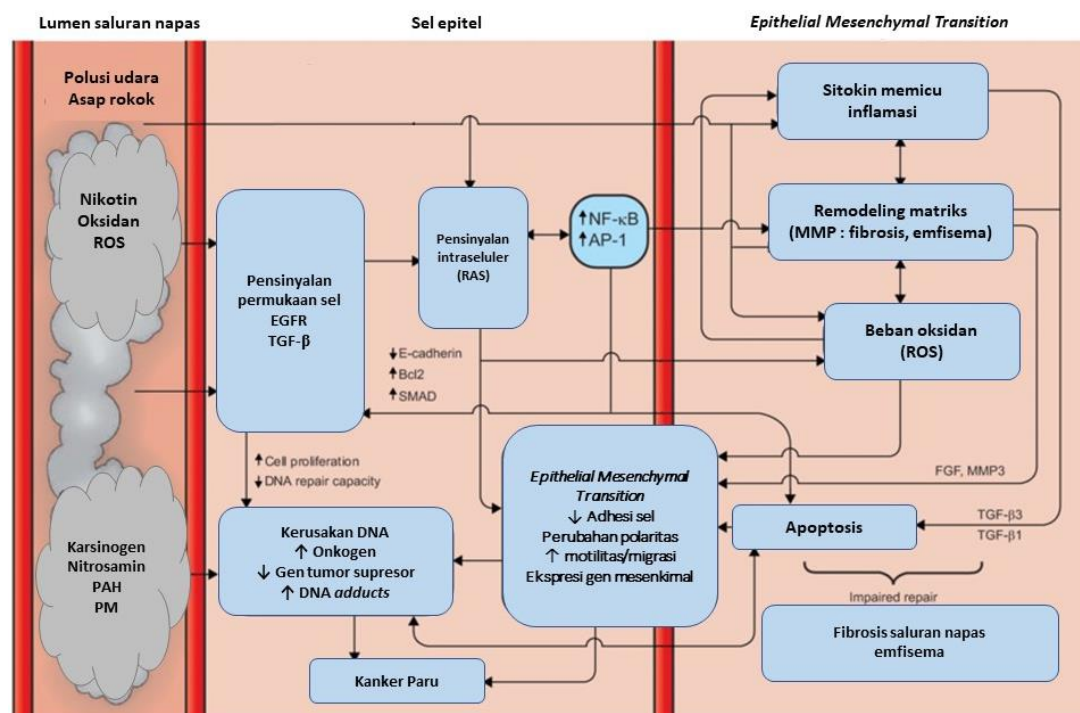 Lumen saluran napas
Sel epitel
Epithelial Mesenchymal Transition
Polusi udara
Asap rokok
Nikotin
Oksidan
ROS
Karsinogen
Nitrosamin
PAH
PM
Pensinyalan
permukaan sel
EGFR
TGF-β
Pensinyalan
intraseluler
(RAS)
↑NF-κB
↑AP-1
↓E-cadherin
↑Bcl2
↑SMAD
↑Cell proliferation
↓DNA repair capacity
Kerusakan DNA
↑ Onkogen
↓ Gen tumor supresor
↑ DNA adducts
Kanker Paru
Epithelial Mesenchymal
Transition
↓ Adhesi sel
Perubahan polaritas
↑ motilitas/migrasi
Ekspresi gen mesenkimal
Sitokin memicu
inflamasi
Remodeling matriks
(MMP : fibrosis, emfisema)
Beban oksidan
(ROS)
FGF, MMP3
Apoptosis
TGF-β3
TGF-β1
Impaired repair
Fibrosis saluran napas
emfisema